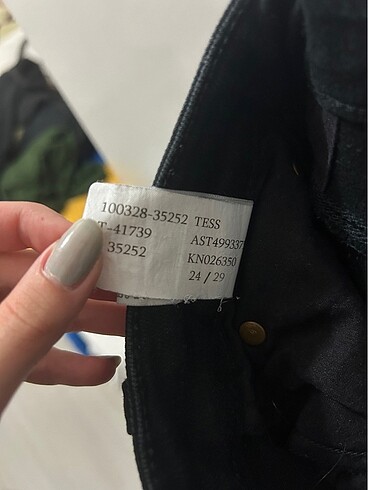 100328-35252 TESS
T-41739 AST499337
35252 KN026350
24 / 29